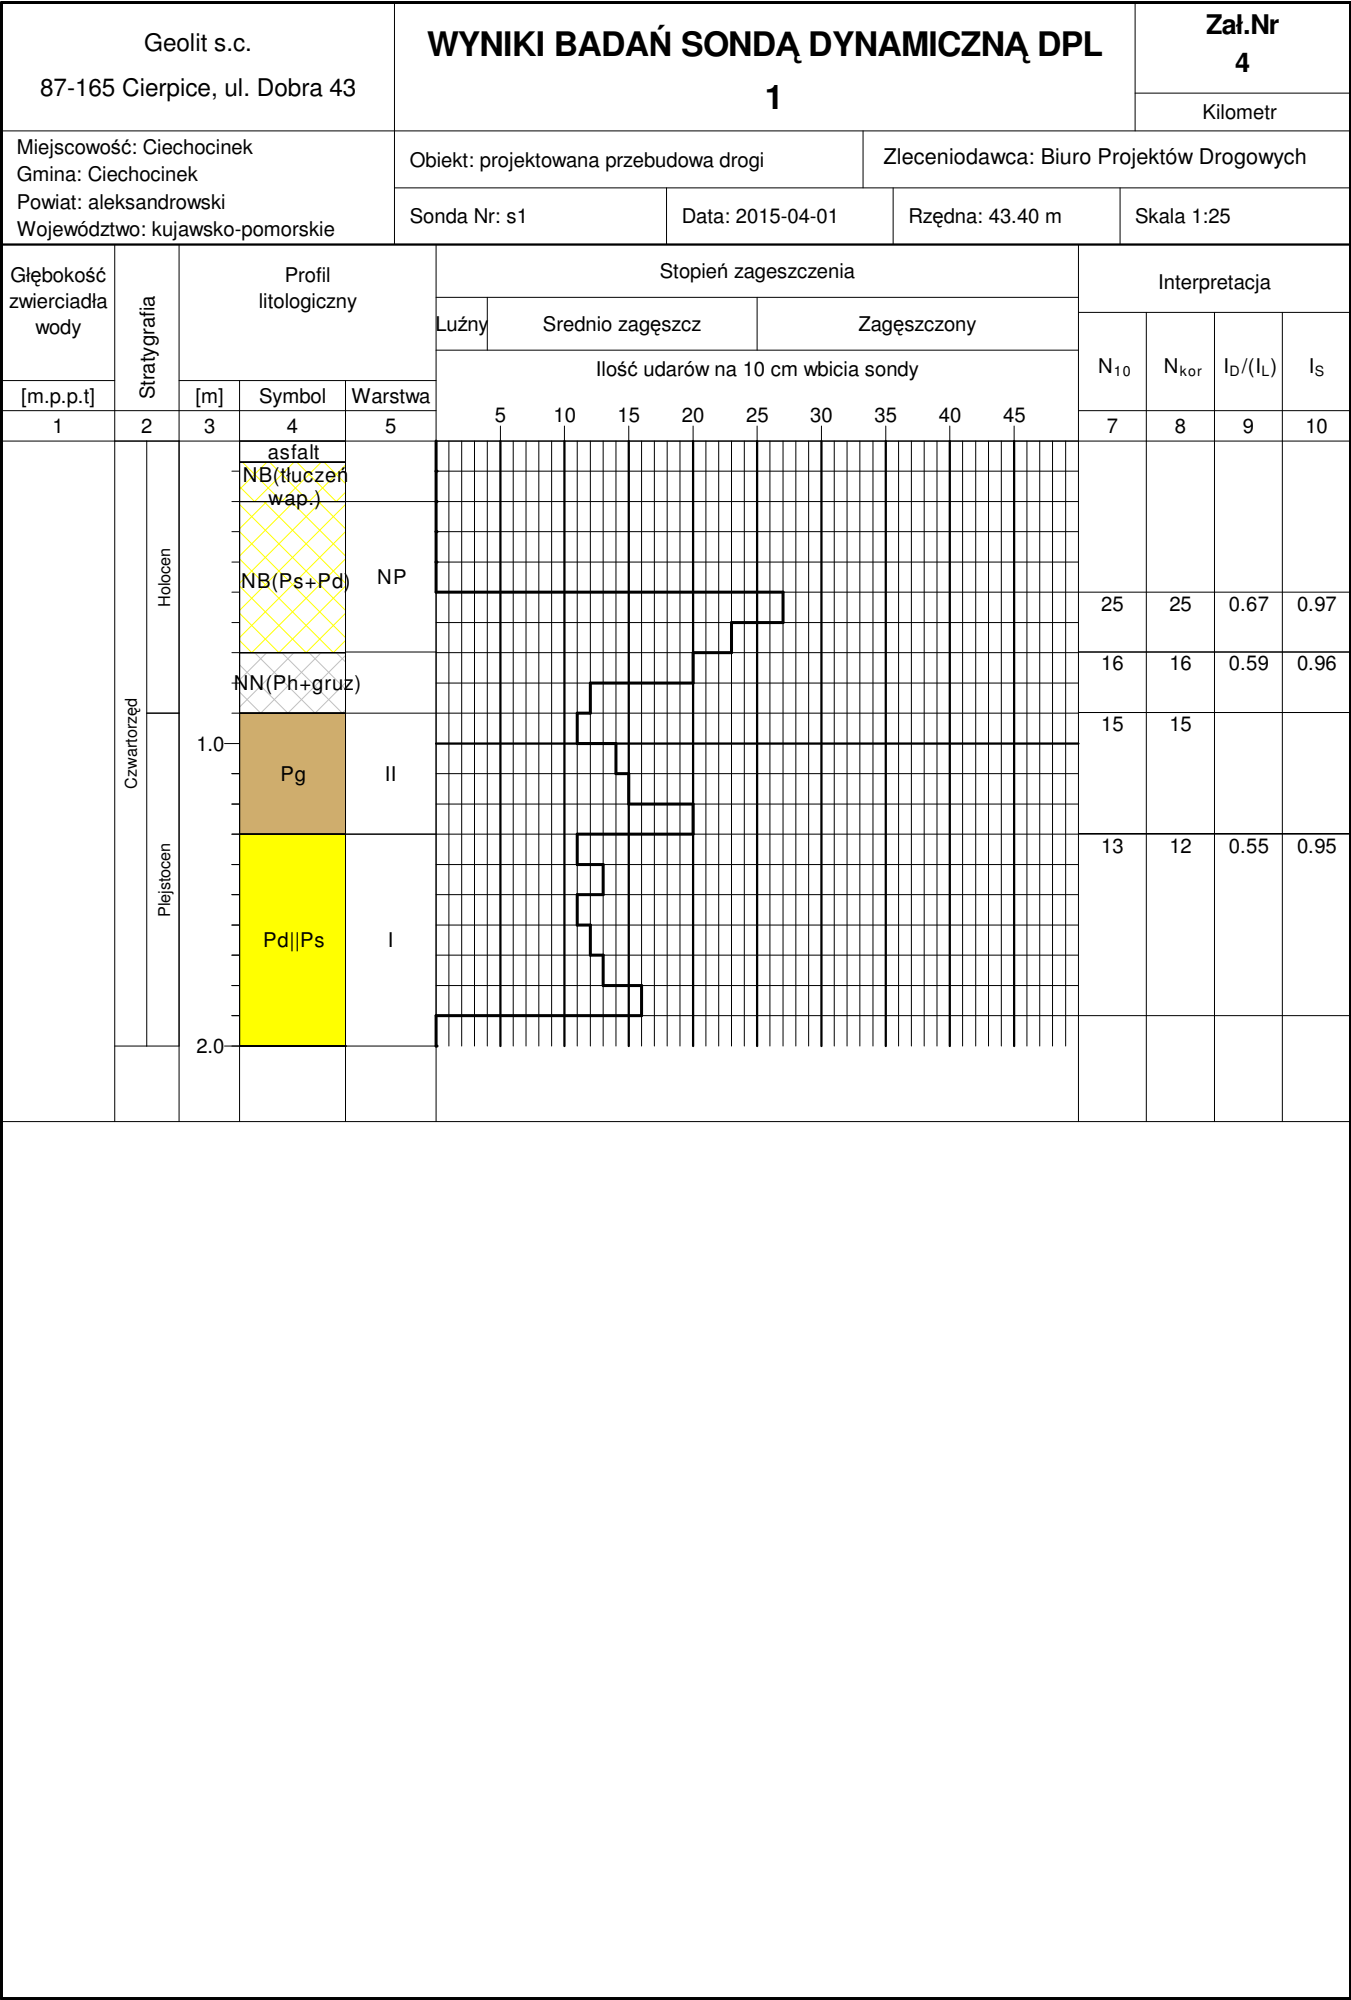 Geolit s.c.
87-165 Cierpice, ul. Dobra 43
WYNIKI BADAŃ SONDĄ DYNAMICZNĄ DPL
1
Zał.Nr
4
Kilometr
Miejscowość: Ciechocinek
Gmina: Ciechocinek
Powiat: aleksandrowski
Województwo: kujawsko-pomorskie
Obiekt: projektowana przebudowa drogi
Zleceniodawca: Biuro Projektów Drogowych
Sonda Nr: s1
Data: 2015-04-01
Rzędna: 43.40 m
Skala 1:25
Głębokość
zwierciadła
wody
[m.p.p.t]
Stratygrafia
Profil
litologiczny
[m]
Symbol
Warstwa
Stopień zageszczenia
Luźny
Srednio zagęszcz
Zagęszczony
Ilość udarów na 10 cm wbicia sondy
5 10 15 20 25 30 35 40 45
Interpretacja
N10 Nkor ID/(IL) IS
1 2 3 4 5 7 8 9 10
asfalt
NB(tłuczeń
wap.)
NB(Ps+Pd) NP
Holocen
25 25 0.67 0.97
NN(Ph+gruz)
16 16 0.59 0.96
Czwartorzęd
1.0
Pg II
15 15
Plejstocen
Pd||Ps I
13 12 0.55 0.95
2.0